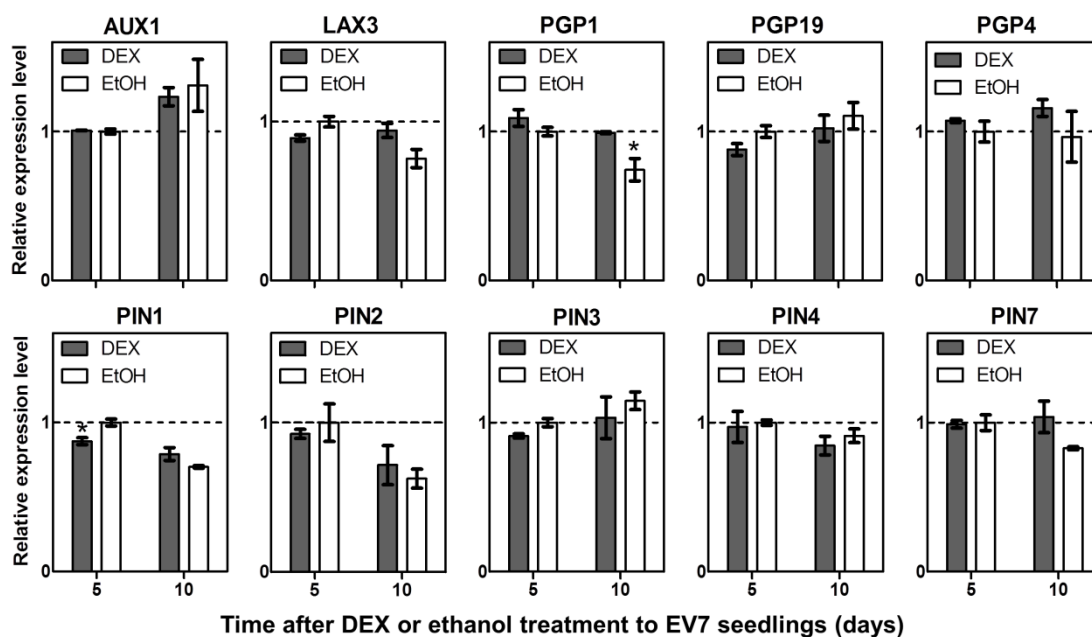 AUX1 LAX3 PGP1 PGP19 PGP4
Relative expression level
DEX DEX DEX DEX DEX
EtOH EtOH EtOH EtOH EtOH
1 1 1 1 1
*
0 0 0 0 0
PIN1 PIN2 PIN3 PIN4 PIN7
Relative expression level
DEX DEX DEX DEX DEX
EtOH EtOH EtOH EtOH EtOH
1 1 1 1 1
*
0 0 0 0 0
5 10 5 10 5 10 5 10 5 10
Time after DEX or ethanol treatment to EV7 seedlings (days)